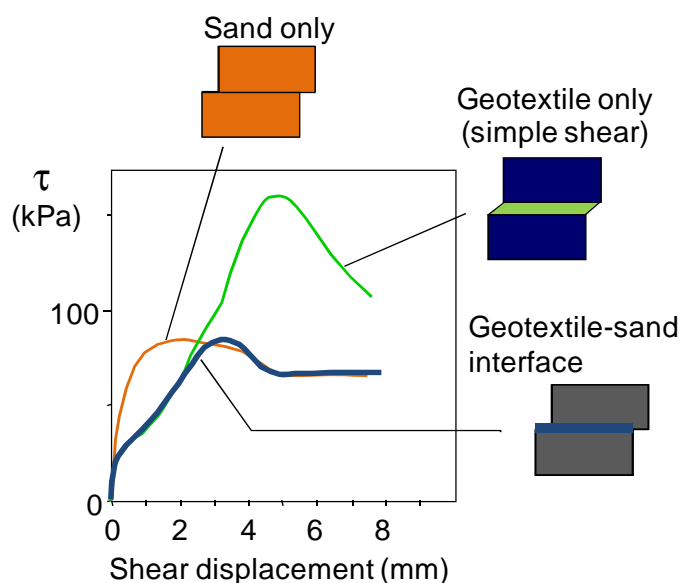 Sand only
Geotextile only
(simple shear)
τ
(kPa)
100
Geotextile-sand
interface
0
0 2 4 6 8
Shear displacement (mm)